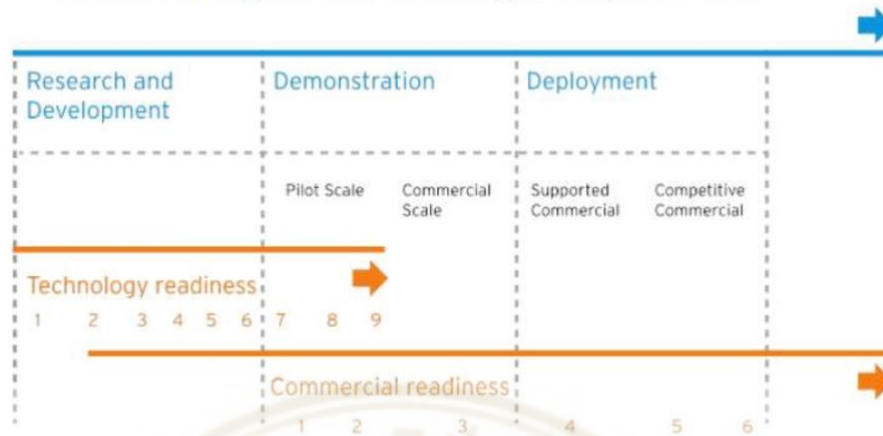 Research and
Development
Demonstration
Deployment
Pilot Scale
Commercial
Scale
Supported
Commercial
Competitive
Commercial
Technology readiness
1 2 3 4 5 6 7 8 9
Commercial readiness
1 2 3 4 5 6